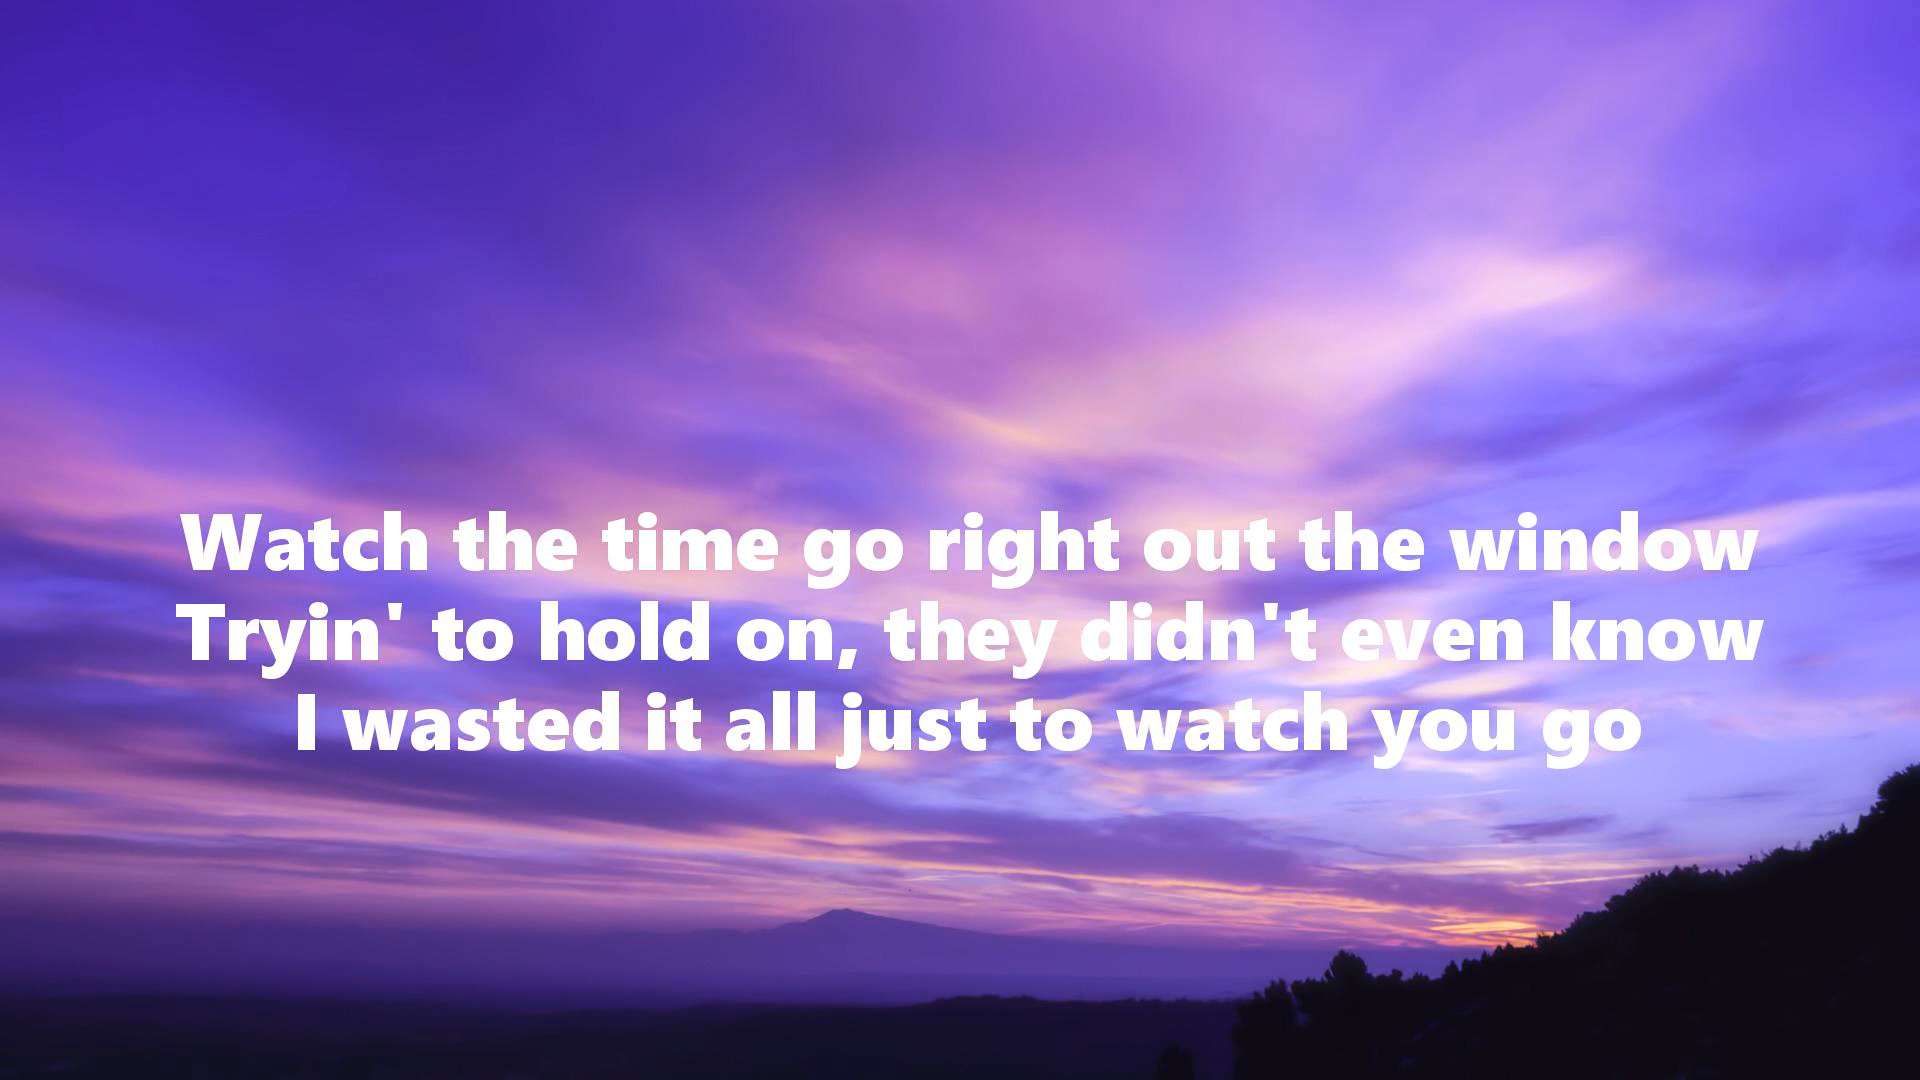 Watch the time go right out the window
Tryin' to hold on, they didn't even know
I wasted it all just to watch you go